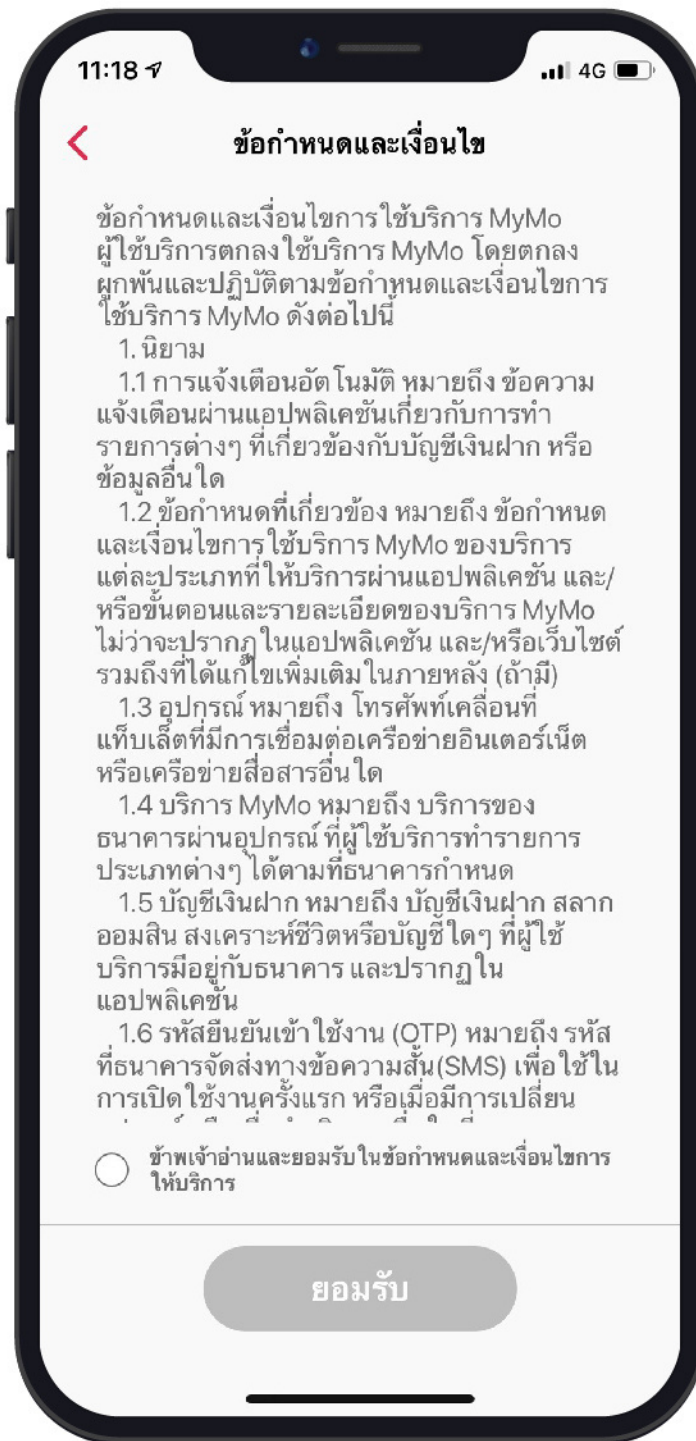 11:18
4G
ข้อกำหนดและเงื่อนไข
ข้อกำหนดและเงื่อนไขการใช้บริการ MyMo
ผู้ใช้บริการตกลงใช้บริการ MyMo โดยตกลง
ผูกพันและปฏิบัติตามข้อกำหนดและเงื่อนไขการ
ใช้บริการ MyMo ดังต่อไปนี้
1. นิยาม
1.1 การแจ้งเตือนอัตโนมัติ หมายถึง ข้อความ
แจ้งเตือนผ่านแอปพลิเคชันเกี่ยวกับการทำ
รายการต่างๆ ที่เกี่ยวข้องกับบัญชีเงินฝาก หรือ
ข้อมูลอื่นใด
1.2 ข้อกำหนดที่เกี่ยวข้อง หมายถึง ข้อกำหนด
และเงื่อนไขการใช้บริการ MyMo ของบริการ
แต่ละประเภทที่ให้บริการผ่านแอปพลิเคชัน และ/
หรือขั้นตอนและรายละเอียดของบริการ MyMo
ไม่ว่าจะปรากฏในแอปพลิเคชัน และ/หรือเว็บไซต์
รวมถึงที่ได้แก้ไขเพิ่มเติมในภายหลัง (ถ้ามี)
1.3 อุปกรณ์ หมายถึง โทรศัพท์เคลื่อนที่
แท็บเล็ตที่มีการเชื่อมต่อเครือข่ายอินเตอร์เน็ต
หรือเครือข่ายสื่อสารอื่นใด
1.4 บริการ MyMo หมายถึง บริการของ
ธนาคารผ่านอุปกรณ์ ที่ผู้ใช้บริการทำรายการ
ประเภทต่างๆ ได้ตามที่ธนาคารกำหนด
1.5 บัญชีเงินฝาก หมายถึง บัญชีเงินฝาก สลาก
ออมสิน สงเคราะห์ชีวิตหรือบัญชีใดๆ ที่ผู้ใช้
บริการมีอยู่กับธนาคาร และปรากฏใน
แอปพลิเคชัน
1.6 รหัสยืนยันเข้าใช้งาน (OTP) หมายถึง รหัส
ที่ธนาคารจัดส่งทางข้อความสั้น(SMS) เพื่อใช้ใน
การเปิดใช้งานครั้งแรก หรือเมื่อมีการเปลี่ยน
ข้าพเจ้าอ่านและยอมรับในข้อกำหนดและเงื่อนไขการ
ให้บริการ
ยอมรับ